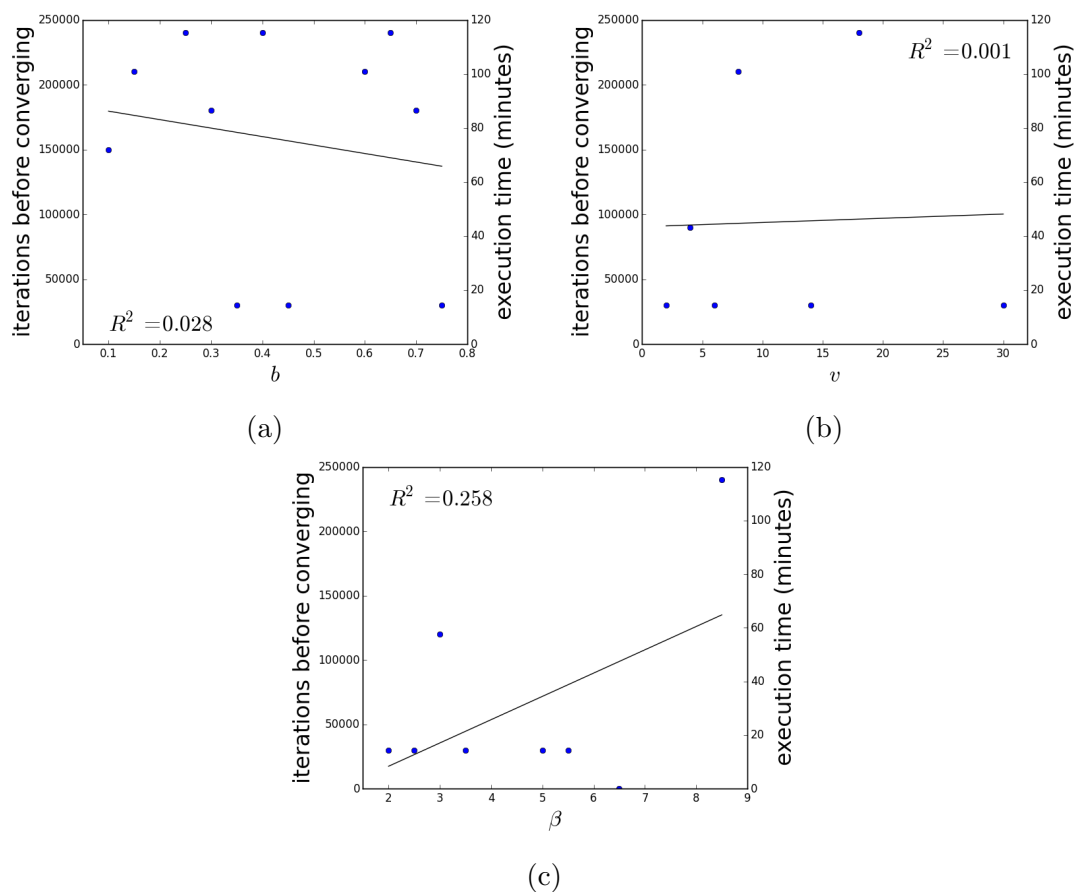 250000
200000
150000
100000
50000
0
iterations before converging
120
100
80
60
40
20
0
execution time (minutes)
R² =0.028
0.1 0.2 0.3 0.4 0.5 0.6 0.7 0.8
b
(a)
250000
200000
150000
100000
50000
0
iterations before converging
120
100
80
60
40
20
0
execution time (minutes)
R² =0.001
0 5 10 15 20 25 30
v
(b)
250000
200000
150000
100000
50000
0
iterations before converging
120
100
80
60
40
20
0
execution time (minutes)
R² =0.258
2 3 4 5 6 7 8 9
β
(c)